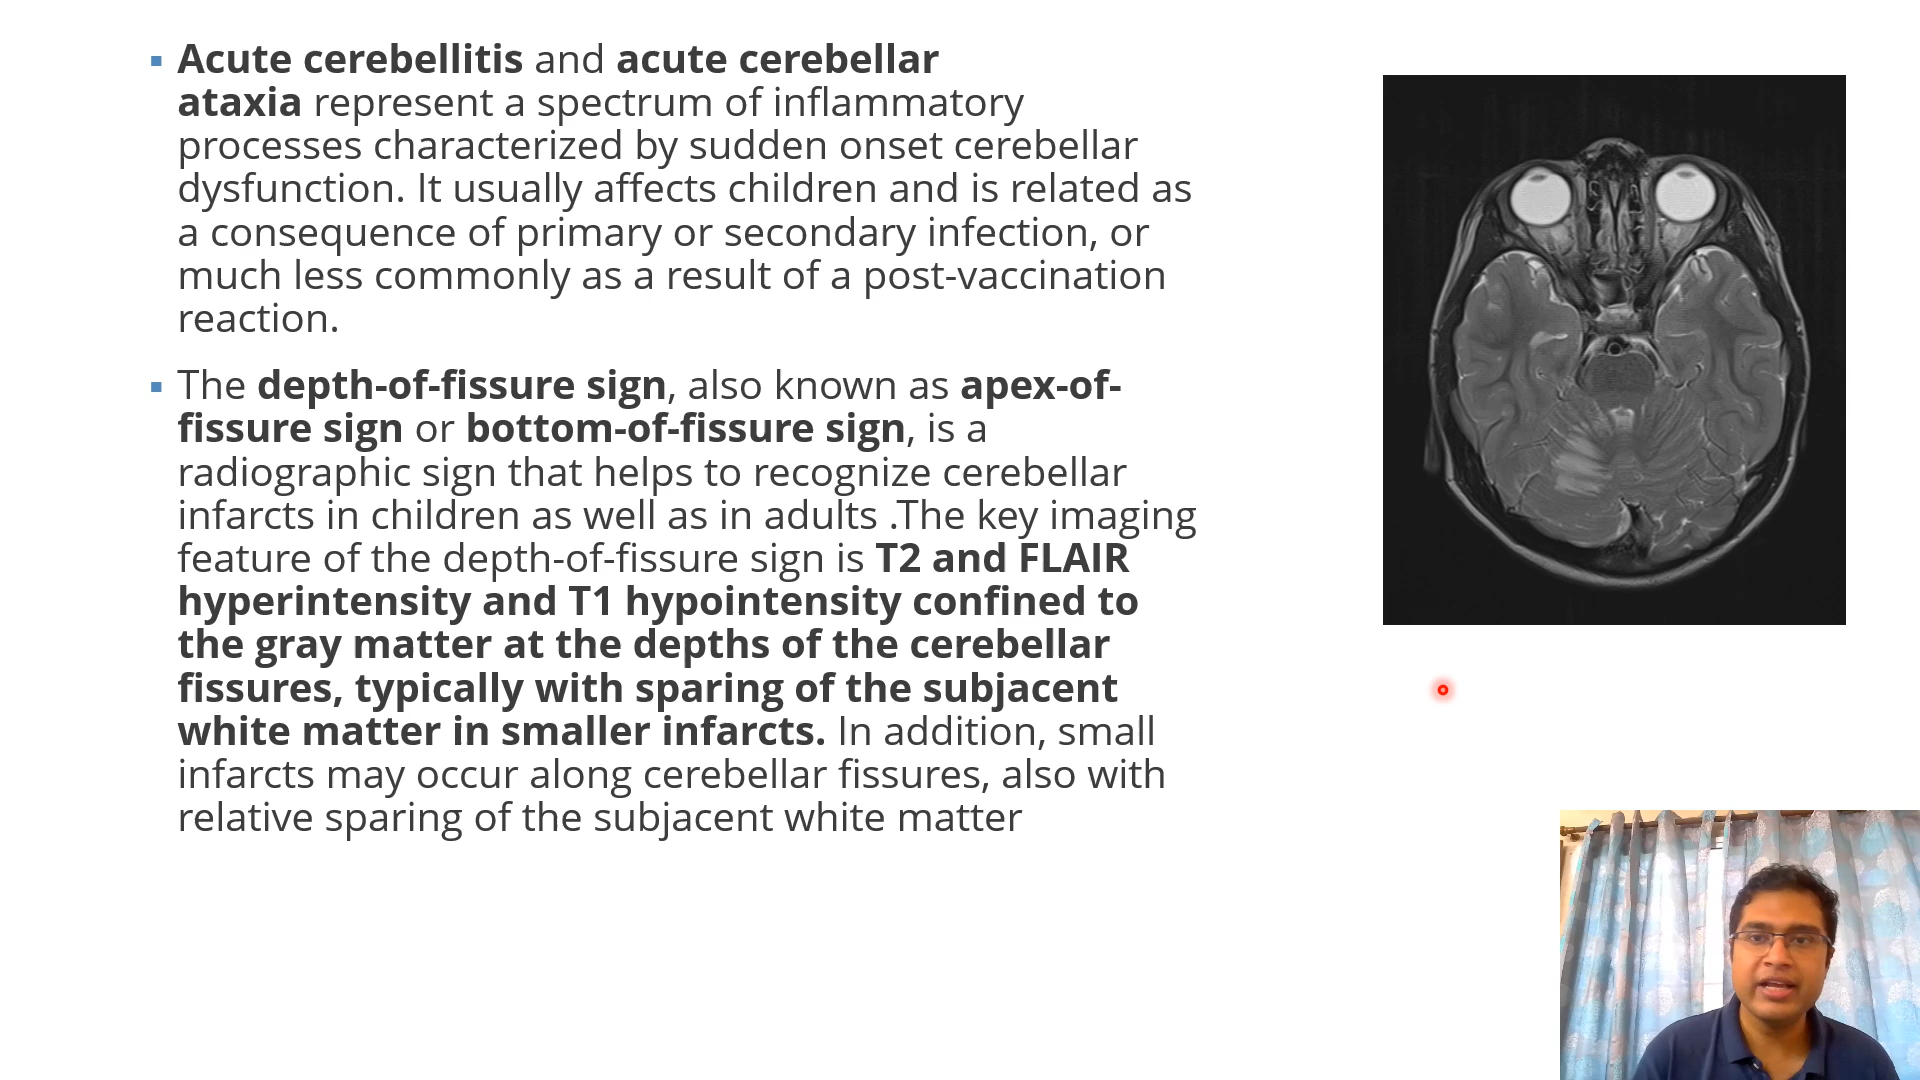 Acute cerebellitis and acute cerebellar
ataxia represent a spectrum of inflammatory
processes characterized by sudden onset cerebellar
dysfunction. It usually affects children and is related as
a consequence of primary or secondary infection, or
much less commonly as a result of a post-vaccination
reaction.
The depth-of-fissure sign, also known as apex-of-
fissure sign or bottom-of-fissure sign, is a
radiographic sign that helps to recognize cerebellar
infarcts in children as well as in adults .The key imaging
feature of the depth-of-fissure sign is T2 and FLAIR
hyperintensity and T1 hypointensity confined to
the gray matter at the depths of the cerebellar
fissures, typically with sparing of the subjacent
white matter in smaller infarcts. In addition, small
infarcts may occur along cerebellar fissures, also with
relative sparing of the subjacent white matter